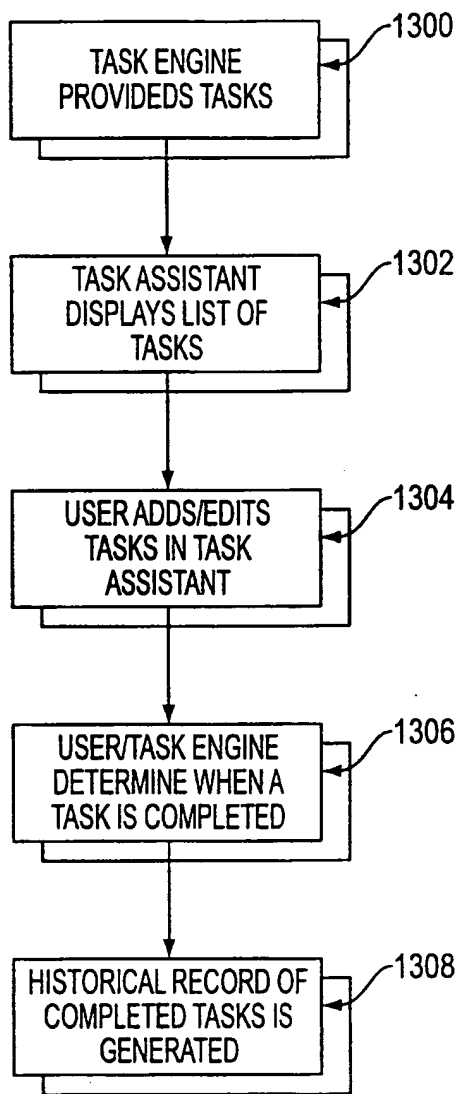 1300
TASK ENGINE
PROVIDEDS TASKS
1302
TASK ASSISTANT
DISPLAYS LIST OF
TASKS
1304
USER ADDS/EDITS
TASKS IN TASK
ASSISTANT
1306
USER/TASK ENGINE
DETERMINE WHEN A
TASK IS COMPLETED
1308
HISTORICAL RECORD OF
COMPLETED TASKS IS
GENERATED